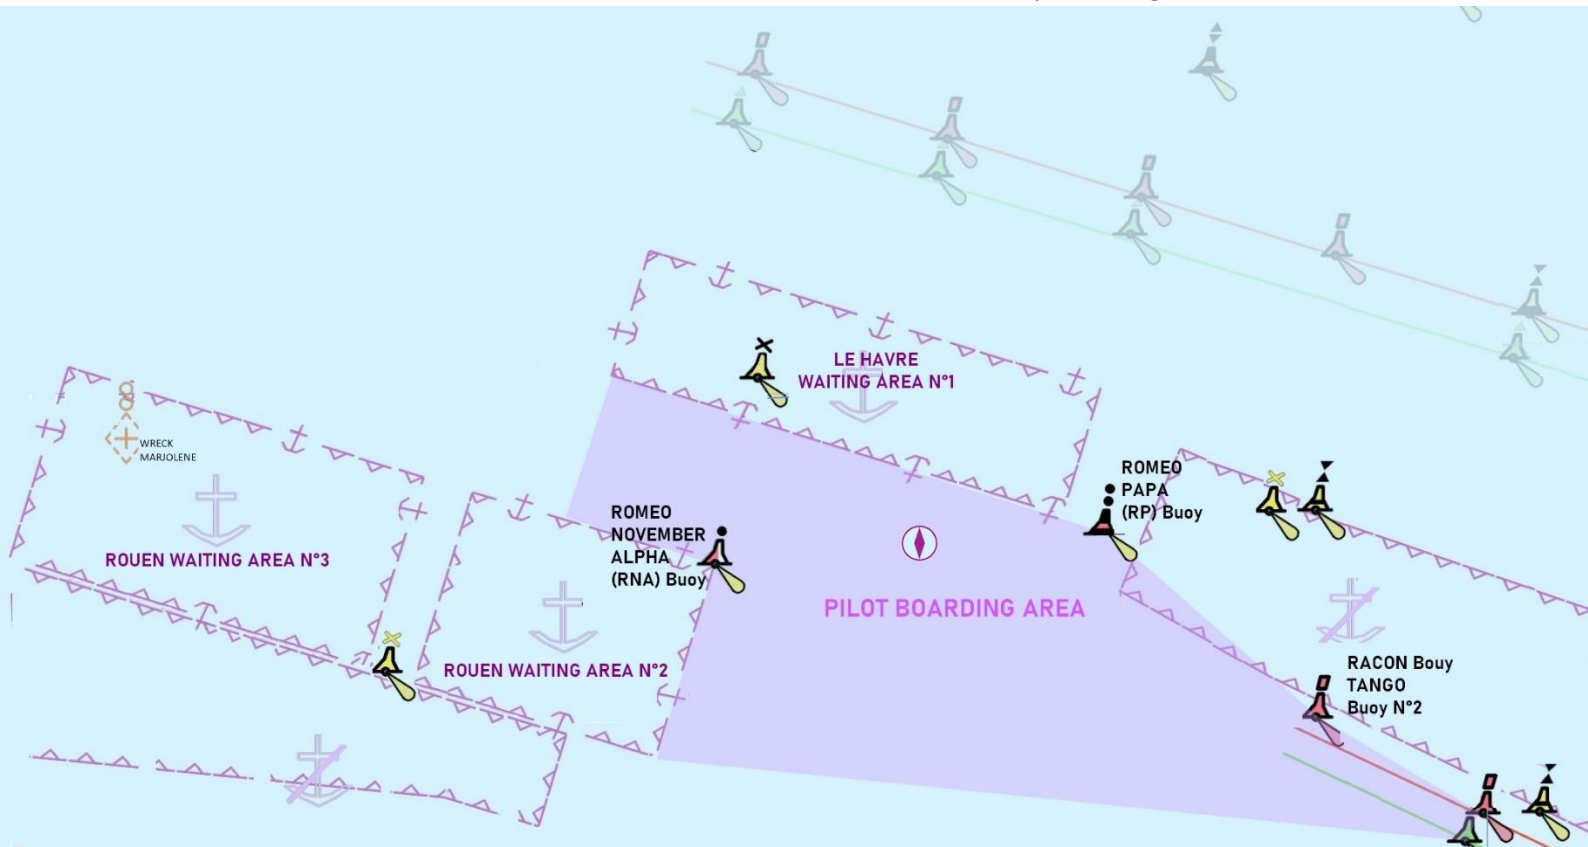 LE HAVRE
WAITING AREA N°1
WRECK
MARJOLENE
ROMEO
PAPA
(RP) Buoy
ROMEO
NOVEMBER
ALPHA
(RNA) Buoy
ROUEN WAITING AREA N°3
PILOT BOARDING AREA
ROUEN WAITING AREA N°2
RACON Bouy
TANGO
Buoy N°2